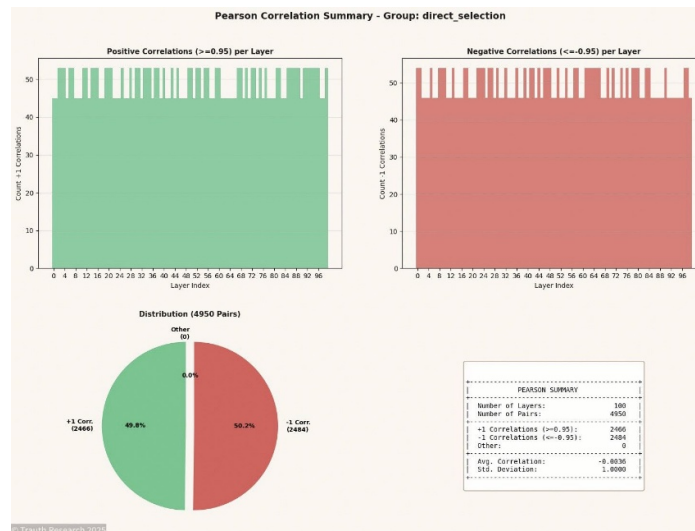 Pearson Correlation Summary - Group: direct_selection
Positive Correlations (>=0.95) per Layer
Count +1 Correlations
50
40
30
20
10
0
0 4 8 12 16 20 24 28 32 36 40 44 48 52 56 60 64 68 72 76 80 84 88 92 96
Layer Index
Negative Correlations (<=-0.95) per Layer
Count -1 Correlations
50
40
30
20
10
0
0 4 8 12 16 20 24 28 32 36 40 44 48 52 56 60 64 68 72 76 80 84 88 92 96
Layer Index
Distribution (4950 Pairs)
Other
(0)
0.0%
+1 Corr.
(2466)
49.8%
50.2%
-1 Corr.
(2484)
PEARSON SUMMARY
Number of Layers: 100
Number of Pairs: 4950
+1 Correlations (>=0.95): 2466
-1 Correlations (<=-0.95): 2484
Other: 0
Avg. Correlation: -0.0036
Std. Deviation: 1.0000
© Trauth Research 2025